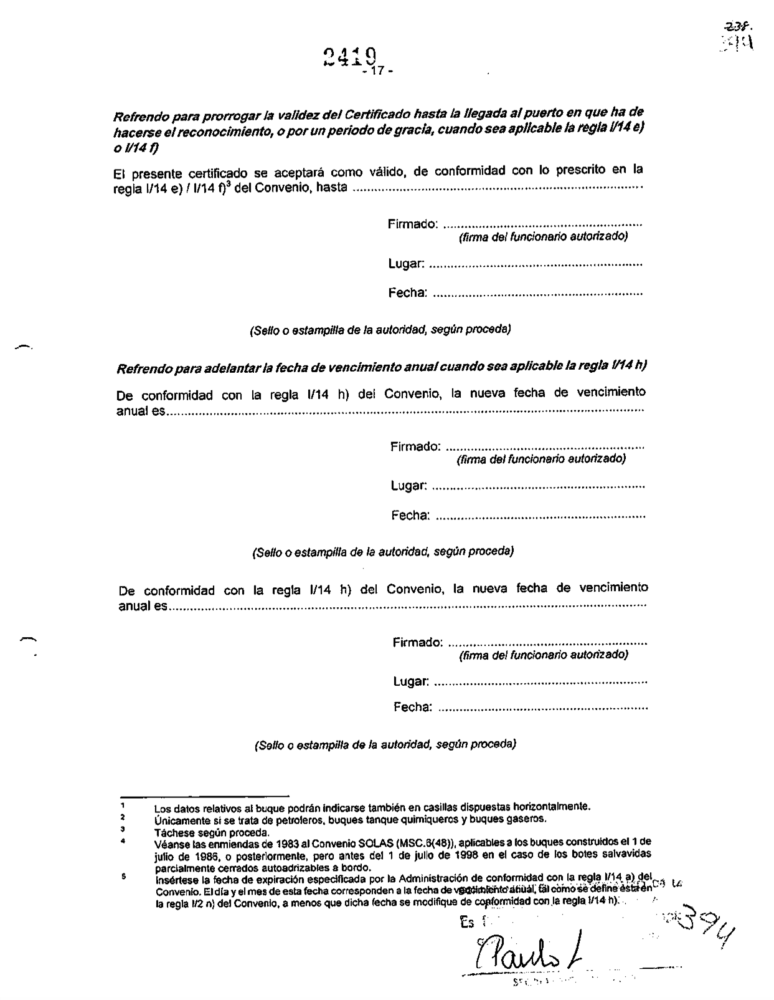 238.
394
2419
- 17 -
Refrendo para prorrogar la validez del Certificado hasta la llegada al puerto en que ha de
hacerse el reconocimiento, o por un periodo de gracia, cuando sea aplicable la regla I/14 e)
o I/14 f)
El presente certificado se aceptará como válido, de conformidad con lo prescrito en la
regla I/14 e) / I/14 f)³ del Convenio, hasta ................................................................................
Firmado: ........................................................
(firma del funcionario autorizado)
Lugar: ............................................................
Fecha: ...........................................................
(Sello o estampilla de la autoridad, según proceda)
Refrendo para adelantar la fecha de vencimiento anual cuando sea aplicable la regla I/14 h)
De conformidad con la regla I/14 h) del Convenio, la nueva fecha de vencimiento
anual es......................................................................................................................................
Firmado: ........................................................
(firma del funcionario autorizado)
Lugar: ............................................................
Fecha: ...........................................................
(Sello o estampilla de la autoridad, según proceda)
De conformidad con la regla I/14 h) del Convenio, la nueva fecha de vencimiento
anual es......................................................................................................................................
Firmado: ........................................................
(firma del funcionario autorizado)
Lugar: ............................................................
Fecha: ...........................................................
(Sello o estampilla de la autoridad, según proceda)
1 Los datos relativos al buque podrán indicarse también en casillas dispuestas horizontalmente.
2 Únicamente si se trata de petroleros, buques tanque quimiqueros y buques gaseros.
3 Táchese según proceda.
4 Véanse las enmiendas de 1983 al Convenio SOLAS (MSC.6(48)), aplicables a los buques construidos el 1 de
julio de 1986, o posteriormente, pero antes del 1 de julio de 1998 en el caso de los botes salvavidas
parcialmente cerrados autoadrizables a bordo.
5 Insértese la fecha de expiración especificada por la Administración de conformidad con la regla I/14 a) del
Convenio. El día y el mes de esta fecha corresponden a la fecha de vencimiento anual, tal como se define ésta en
la regla I/2 n) del Convenio, a menos que dicha fecha se modifique de conformidad con la regla I/14 h).
Es
394